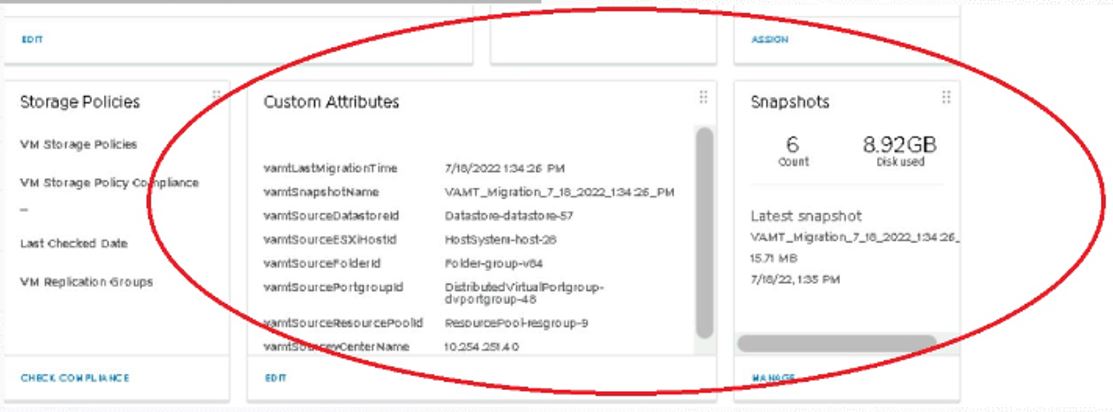 EDIT
ASSIGN
Storage Policies
VM Storage Policies
VM Storage Policy Compliance
--
Last Checked Date
VM Replication Groups
CHECK COMPLIANCE
Custom Attributes
vamtLastMigrationTime 7/18/2022 1:34:26 PM
vamtSnapshotName VAMT_Migration_7_18_2022_1:34:26_PM
vamtSourceDatastoreId Datastore-datastore-57
vamtSourceESXiHostId HostSystem-host-28
vamtSourceFolderId Folder-group-v84
vamtSourcePortgroupId DistributedVirtualPortgroup-
dvportgroup-48
vamtSourceResourcePoolId ResourcePool-resgroup-9
vamtSourcevCenterName 10.254.251.40
EDIT
Snapshots
6 8.92GB
Count Disk used
Latest snapshot
VAMT_Migration_7_18_2022_1:34:26_
15.71 MB
7/18/22, 1:35 PM
MANAGE